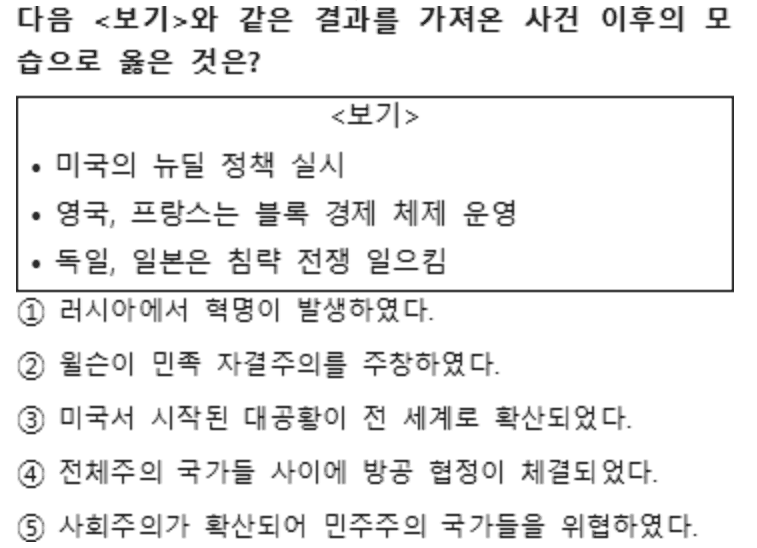 다음 <보기>와 같은 결과를 가져온 사건 이후의 모
습으로 옳은 것은?
<보기>
• 미국의 뉴딜 정책 실시
• 영국, 프랑스는 블록 경제 체제 운영
• 독일, 일본은 침략 전쟁 일으킴
① 러시아에서 혁명이 발생하였다.
② 윌슨이 민족 자결주의를 주창하였다.
③ 미국서 시작된 대공황이 전 세계로 확산되었다.
④ 전체주의 국가들 사이에 방공 협정이 체결되었다.
⑤ 사회주의가 확산되어 민주주의 국가들을 위협하였다.